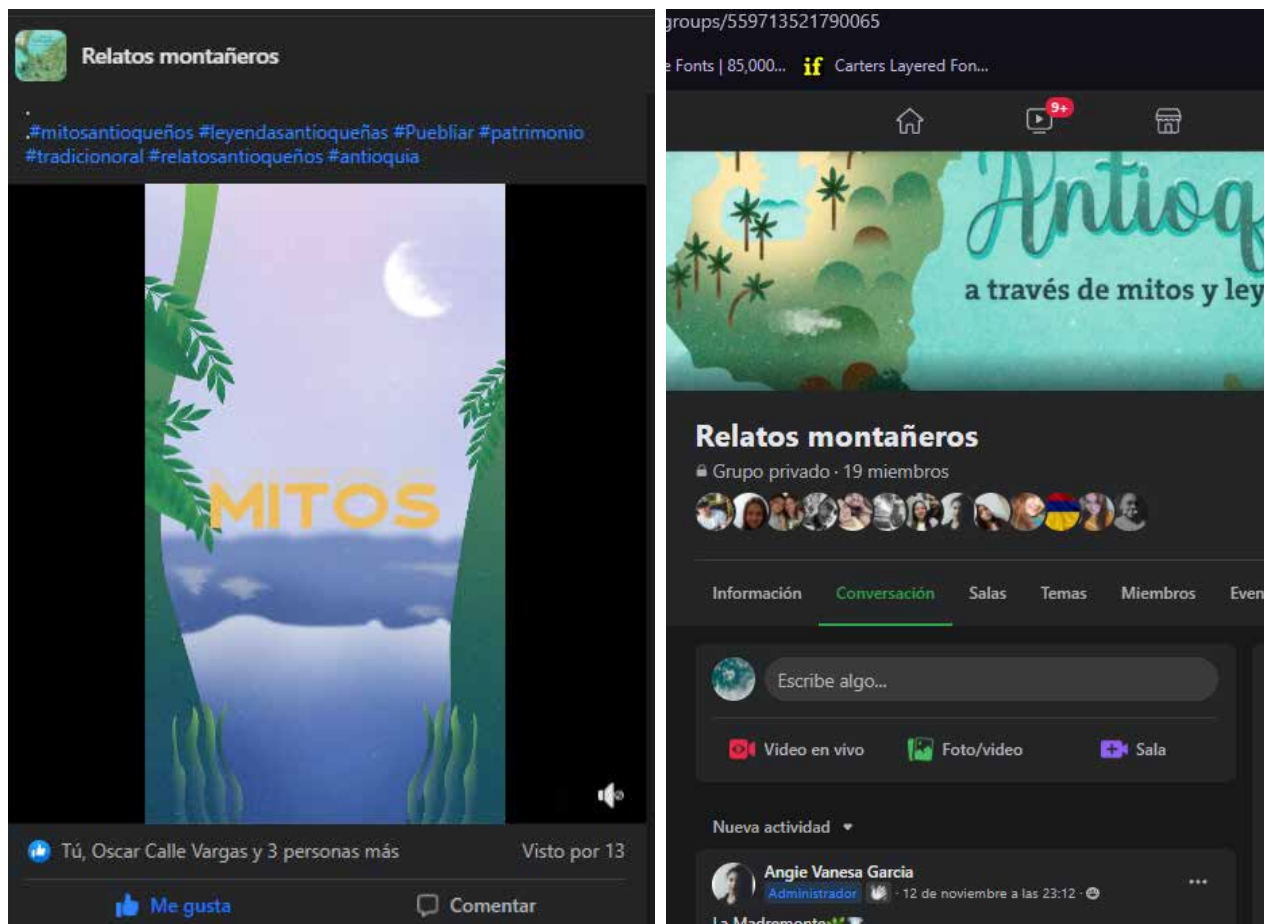 Relatos montañeros
.
.#mitosantioqueños #leyendasantioqueñas #Puebliar #patrimonio
#tradicionoral #relatosantioqueños #antioquia
MITOS
Tú, Oscar Calle Vargas y 3 personas más
Visto por 13
Me gusta
Comentar
groups/559713521790065
e Fonts | 85,000...
if Carters Layered Fon...
9+
Antioq
a través de mitos y ley
Relatos montañeros
Grupo privado · 19 miembros
Información Conversación Salas Temas Miembros Even
Escribe algo...
Video en vivo Foto/video Sala
Nueva actividad
Angie Vanesa Garcia
Administrador · 12 de noviembre a las 23:12 ·
La Madremonte